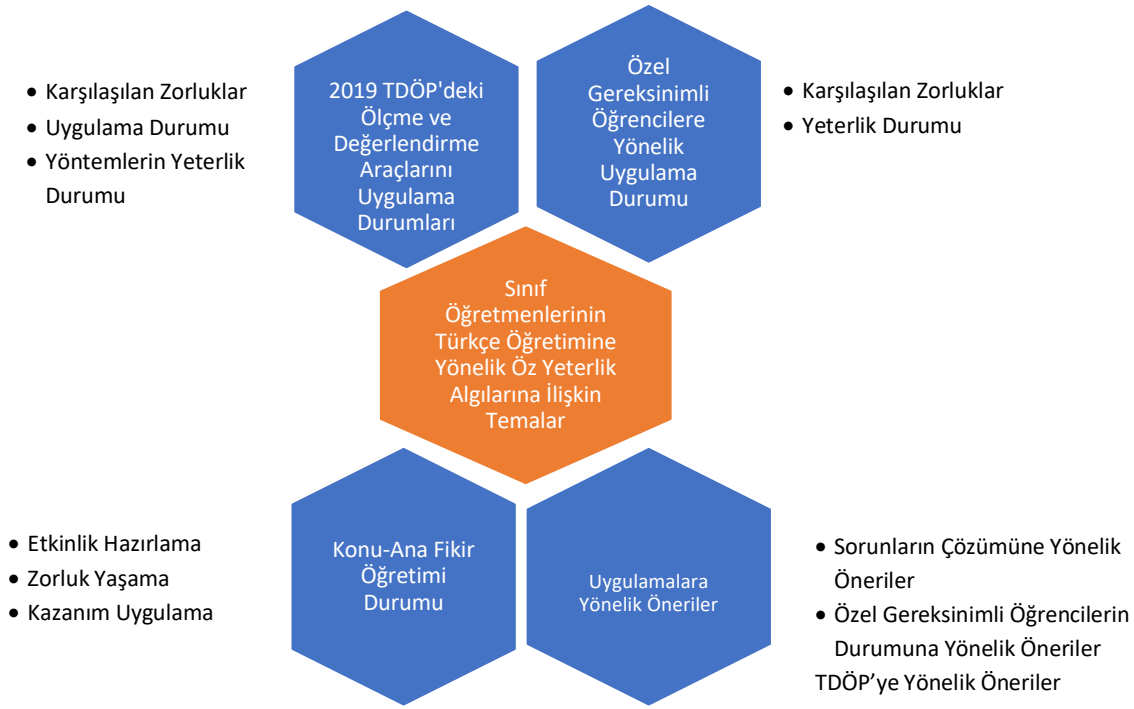 • Karşılaşılan Zorluklar
• Uygulama Durumu
• Yöntemlerin Yeterlik
Durumu
2019 TDÖP'deki
Ölçme ve
Değerlendirme
Araçlarını
Uygulama
Durumları
Özel
Gereksinimli
Öğrencilere
Yönelik
Uygulama
Durumu
• Karşılaşılan Zorluklar
• Yeterlik Durumu
Sınıf
Öğretmenlerinin
Türkçe Öğretimine
Yönelik Öz Yeterlik
Algılarına İlişkin
Temalar
• Etkinlik Hazırlama
• Zorluk Yaşama
• Kazanım Uygulama
Konu-Ana Fikir
Öğretimi
Durumu
Uygulamalara
Yönelik Öneriler
• Sorunların Çözümüne Yönelik
Öneriler
• Özel Gereksinimli Öğrencilerin
Durumuna Yönelik Öneriler
TDÖP’ye Yönelik Öneriler